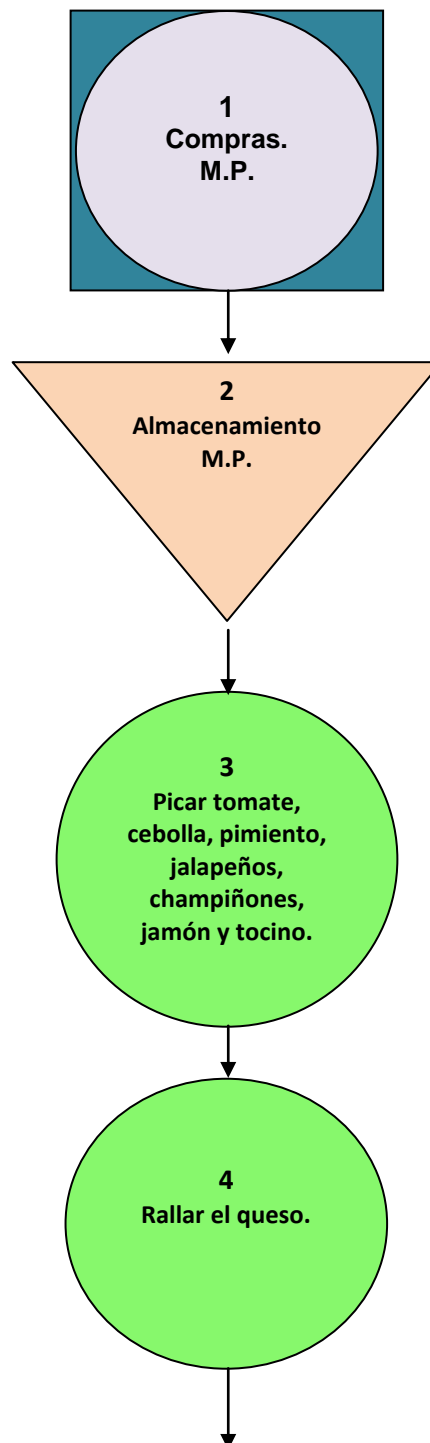 1
Compras.
M.P.
2
Almacenamiento
M.P.
3
Picar tomate,
cebolla, pimiento,
jalapeños,
champiñones,
jamón y tocino.
4
Rallar el queso.